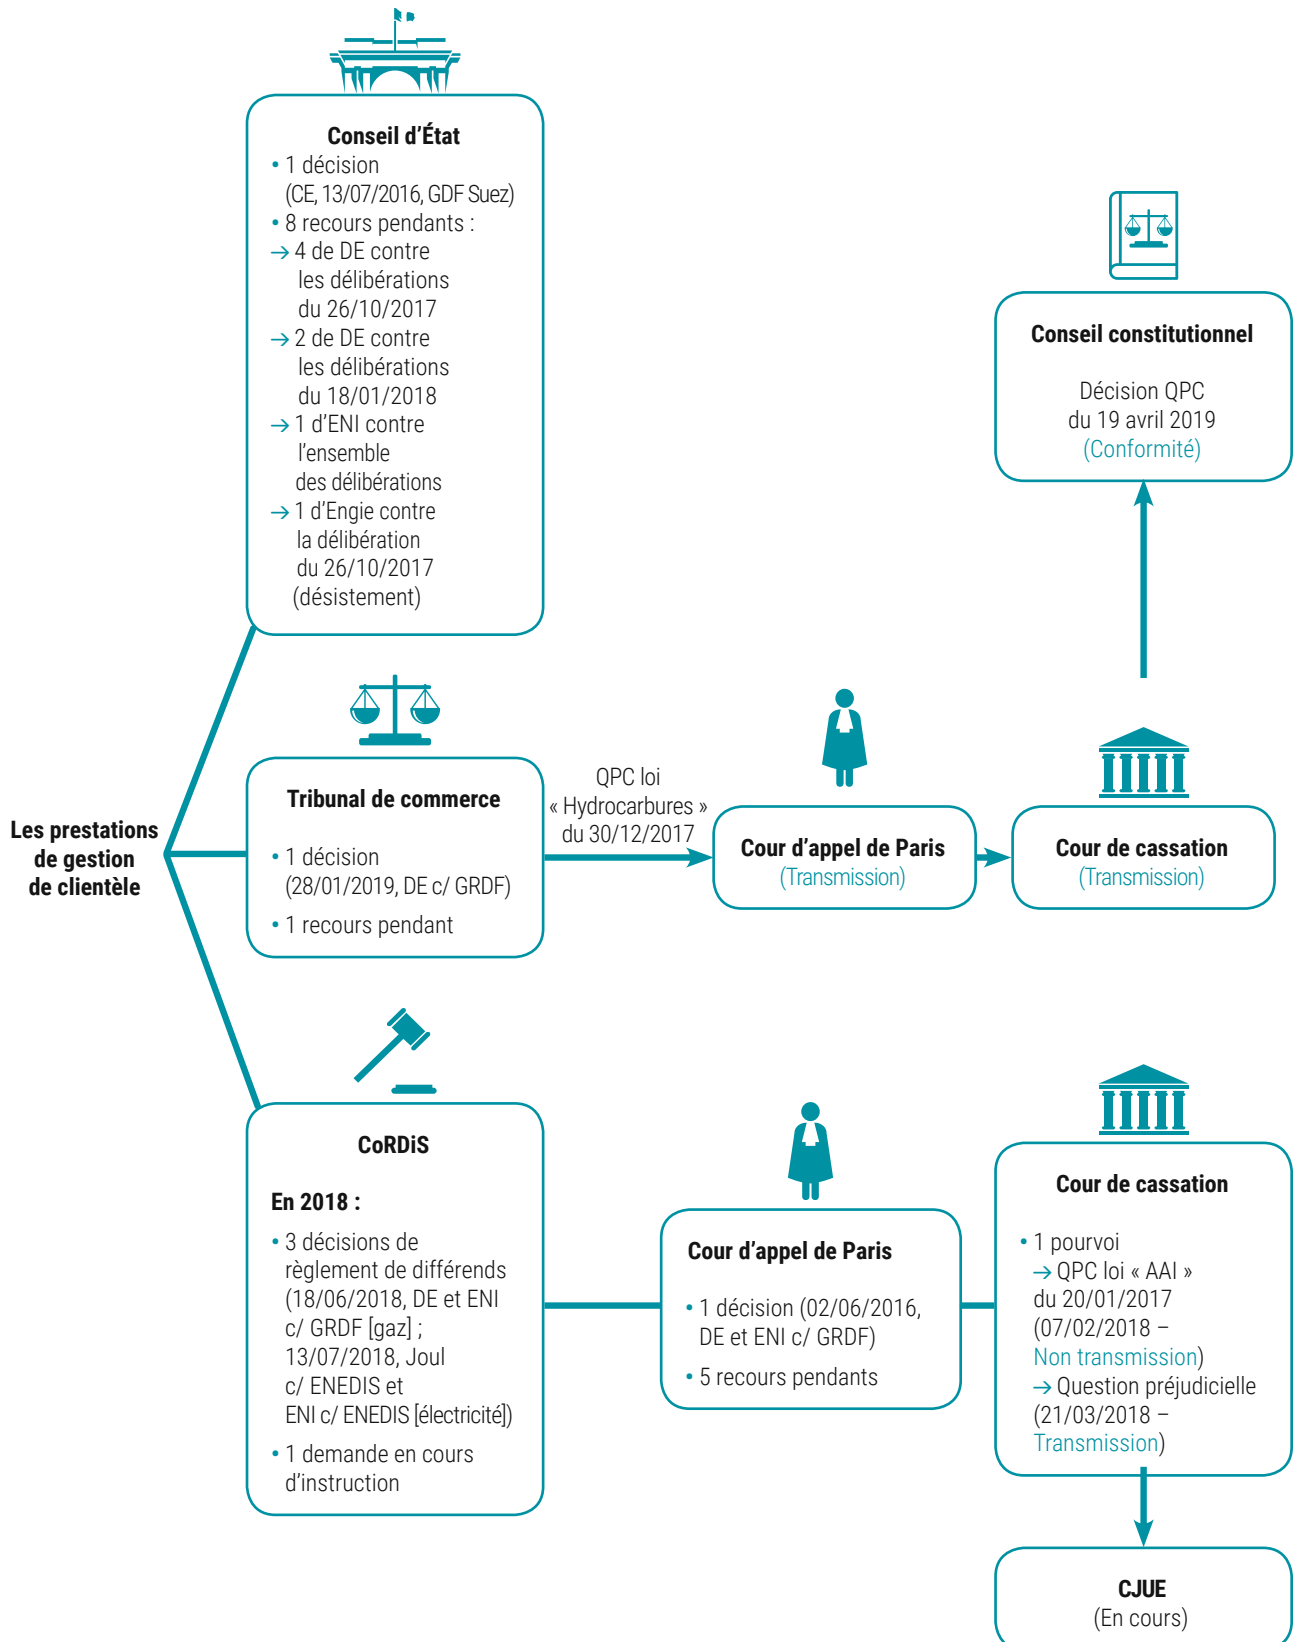 Conseil d’État
• 1 décision
(CE, 13/07/2016, GDF Suez)
• 8 recours pendants :
→ 4 de DE contre
les délibérations
du 26/10/2017
→ 2 de DE contre
les délibérations
du 18/01/2018
→ 1 d’ENI contre
l’ensemble
des délibérations
→ 1 d’Engie contre
la délibération
du 26/10/2017
(désistement)
Conseil constitutionnel
Décision QPC
du 19 avril 2019
(Conformité)
Les prestations
de gestion
de clientèle
Tribunal de commerce
• 1 décision
(28/01/2019, DE c/ GRDF)
• 1 recours pendant
QPC loi
« Hydrocarbures »
du 30/12/2017
Cour d’appel de Paris
(Transmission)
Cour de cassation
(Transmission)
CoRDiS
En 2018 :
• 3 décisions de
règlement de différends
(18/06/2018, DE et ENI
c/ GRDF [gaz] ;
13/07/2018, Joul
c/ ENEDIS et
ENI c/ ENEDIS [électricité])
• 1 demande en cours
d’instruction
Cour d’appel de Paris
• 1 décision (02/06/2016,
DE et ENI c/ GRDF)
• 5 recours pendants
Cour de cassation
• 1 pourvoi
→ QPC loi « AAI »
du 20/01/2017
(07/02/2018 –
Non transmission)
→ Question préjudicielle
(21/03/2018 –
Transmission)
CJUE
(En cours)